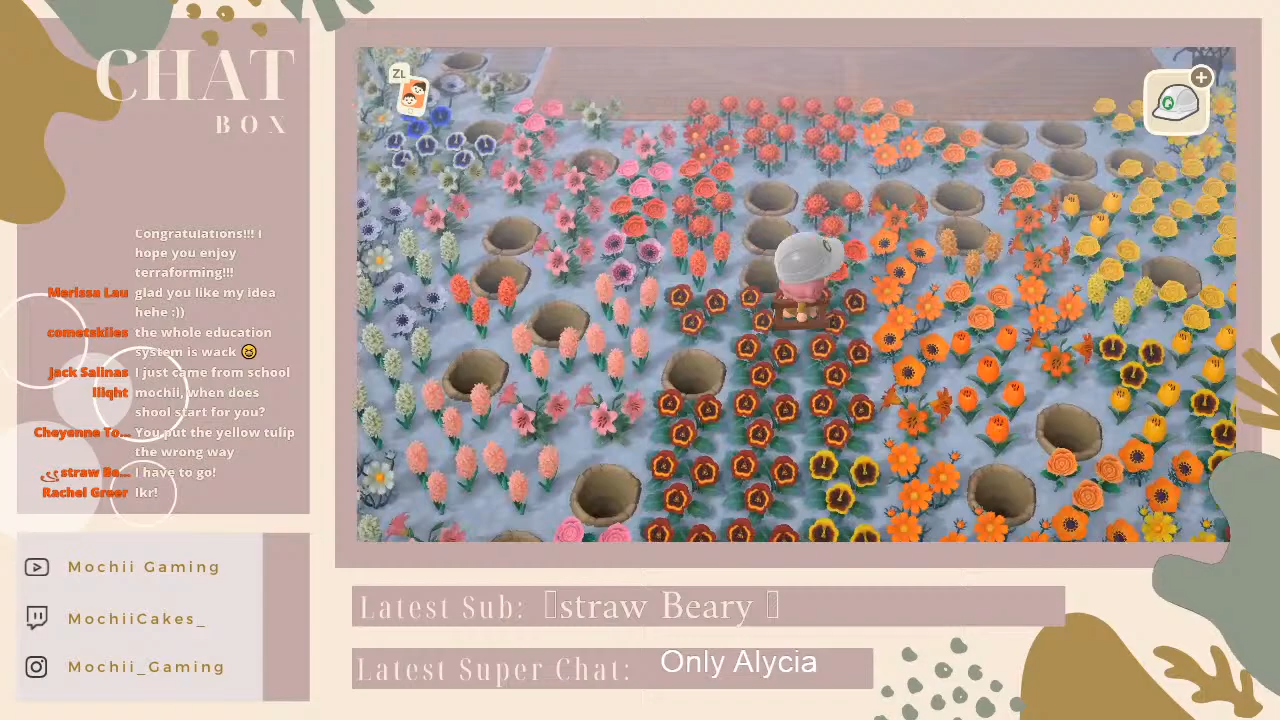 CHAT
BOX
ZL
Congratulations!!! I
hope you enjoy
terraforming!!!
Merissa Lau glad you like my idea
hehe :))
cometskiies the whole education
system is wack 😆
Jack Salinas I just came from school
mochii, when does
shool start for you?
Cheyenne To... You put the yellow tulip
the wrong way
straw Be... I have to go!
Rachel Greer Ikr!
Mochii Gaming
MochiiCakes_
Mochii_Gaming
Latest Sub: straw Beary
Latest Super Chat: Only Alycia